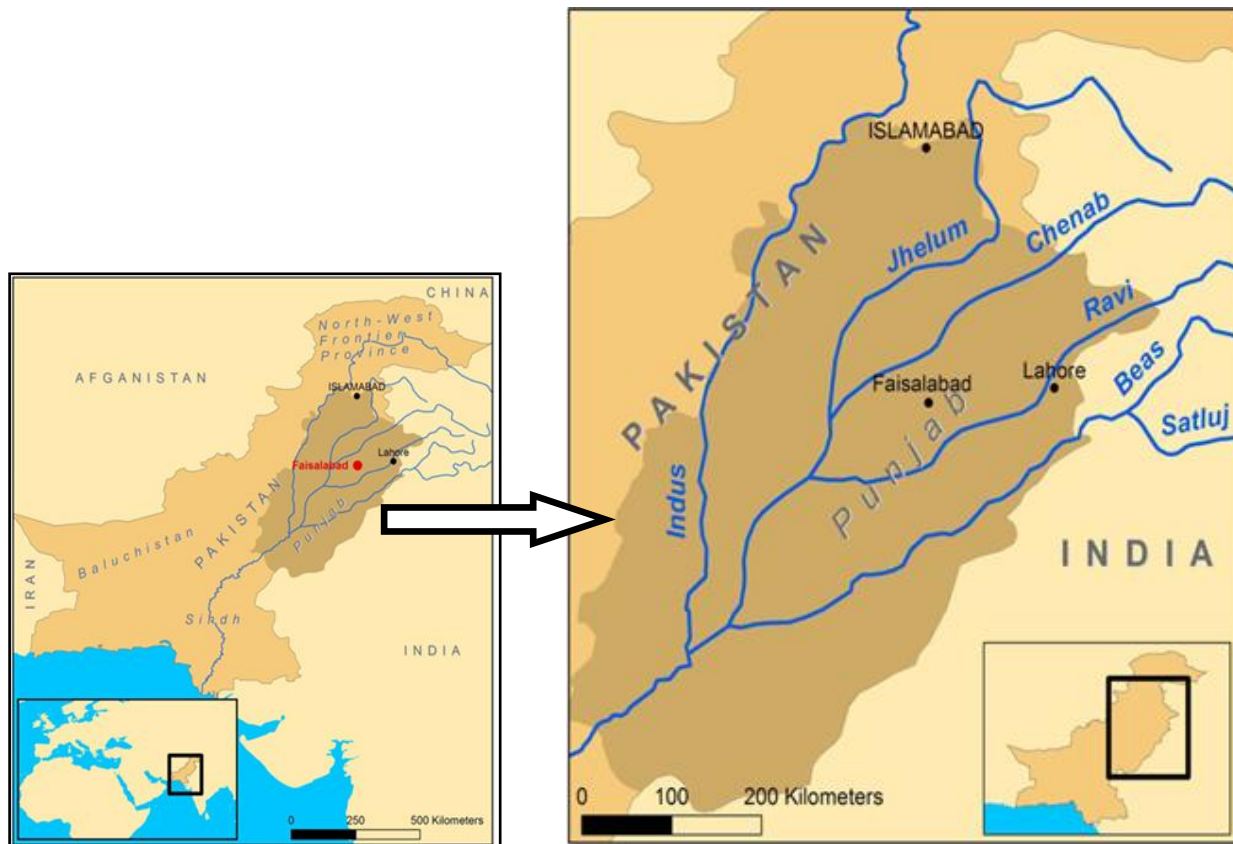 CHINA
North-West
Frontier
Province
AFGANISTAN
ISLAMABAD
Lahore
Faisalabad
PAKISTAN
Punjab
Baluchistan
IRAN
Sindh
INDIA
0 250 500 Kilometers
ISLAMABAD
Chenab
Jhelum
PAKISTAN
Ravi
Lahore
Faisalabad
Beas
Satluj
Punjab
Indus
INDIA
0 100 200 Kilometers